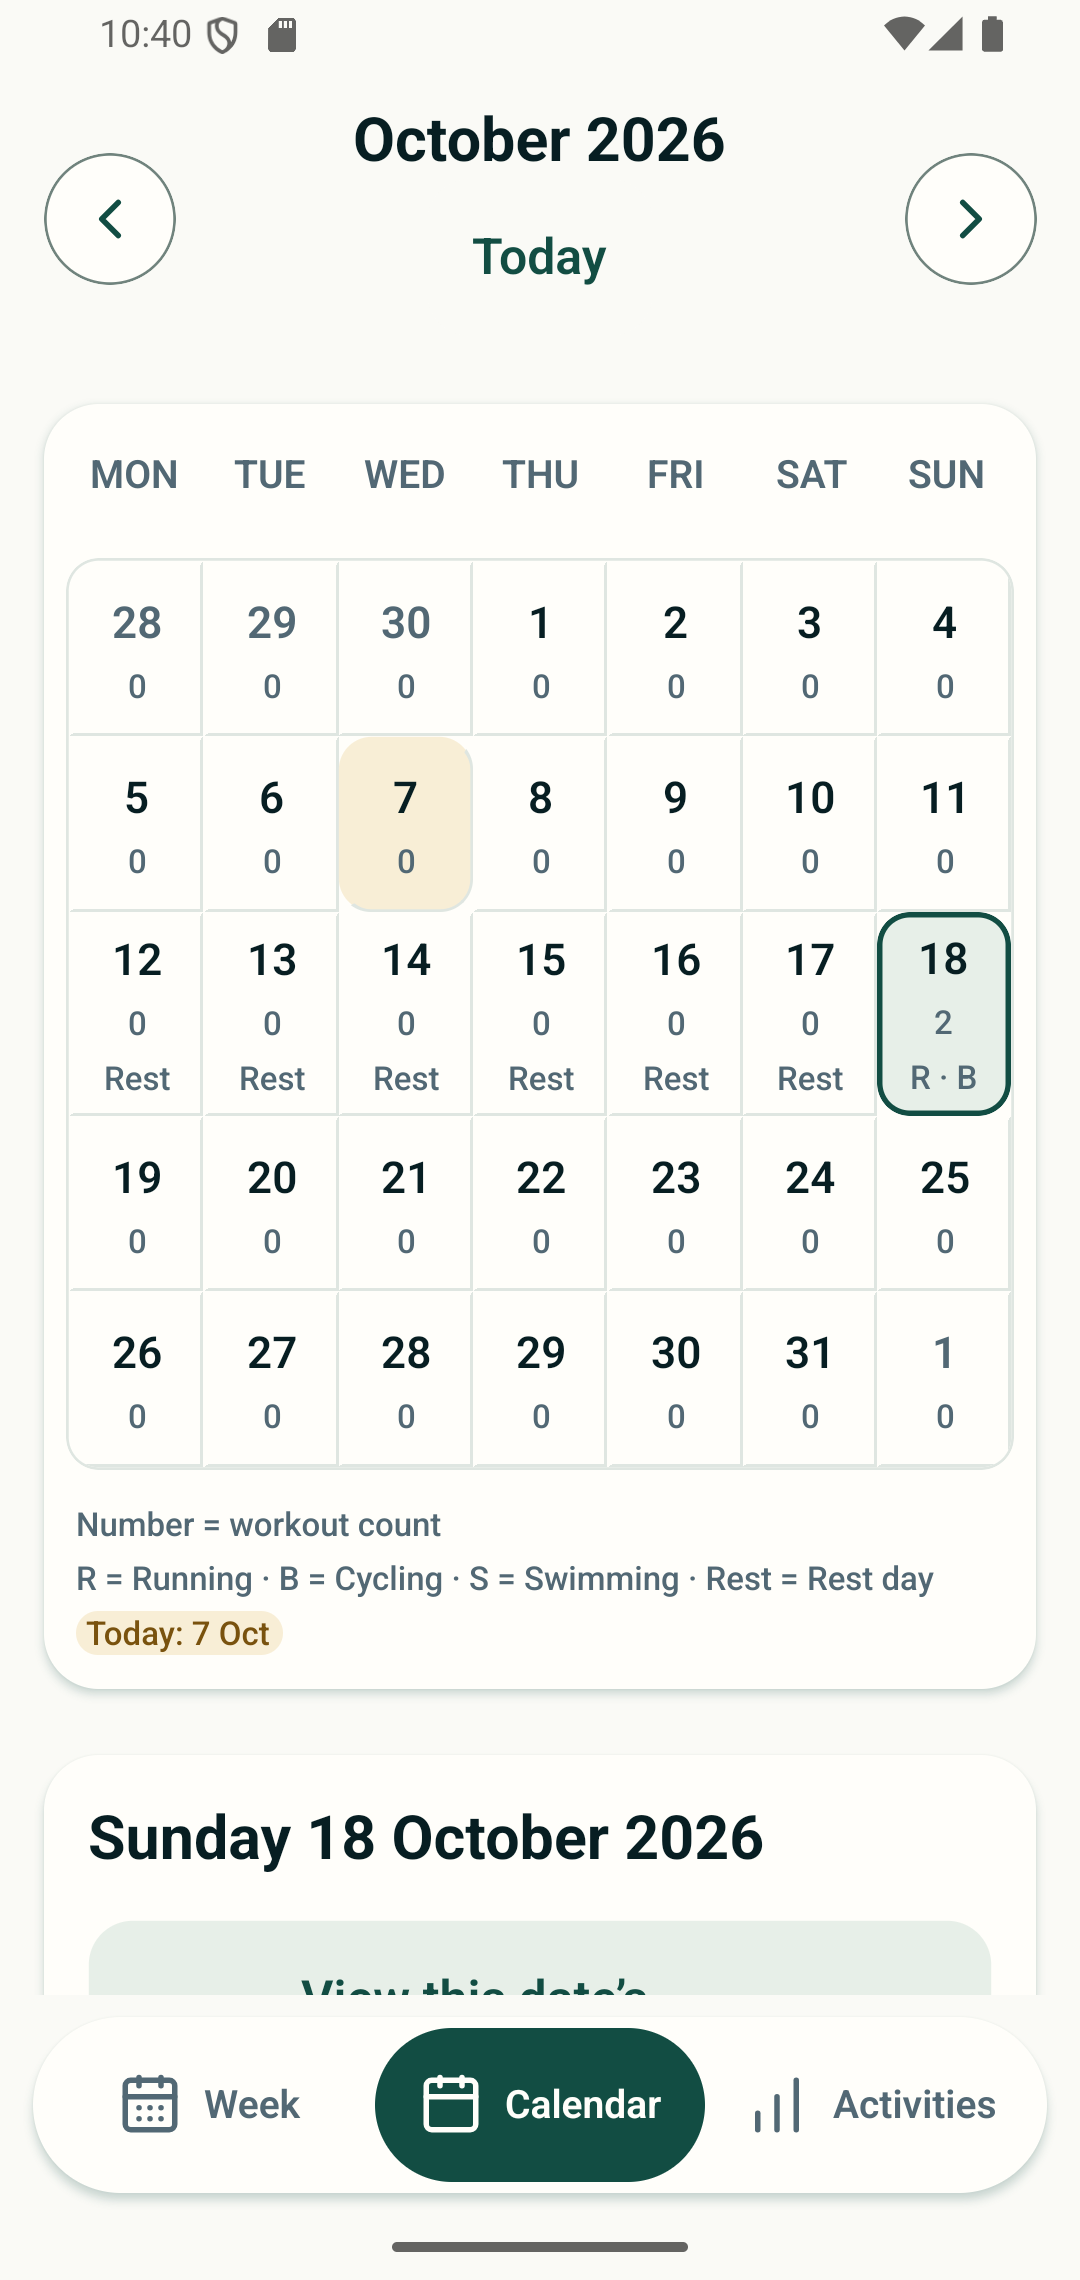 10:40
October 2026
Today
MON TUE WED THU FRI SAT SUN
28 29 30 1 2 3 4
0 0 0 0 0 0 0
5 6 7 8 9 10 11
0 0 0 0 0 0 0
12 13 14 15 16 17 18
0 0 0 0 0 0 2
Rest Rest Rest Rest Rest Rest R · B
19 20 21 22 23 24 25
0 0 0 0 0 0 0
26 27 28 29 30 31 1
0 0 0 0 0 0 0
Number = workout count
R = Running · B = Cycling · S = Swimming · Rest = Rest day
Today: 7 Oct
Sunday 18 October 2026
View this date’s
Week Calendar Activities